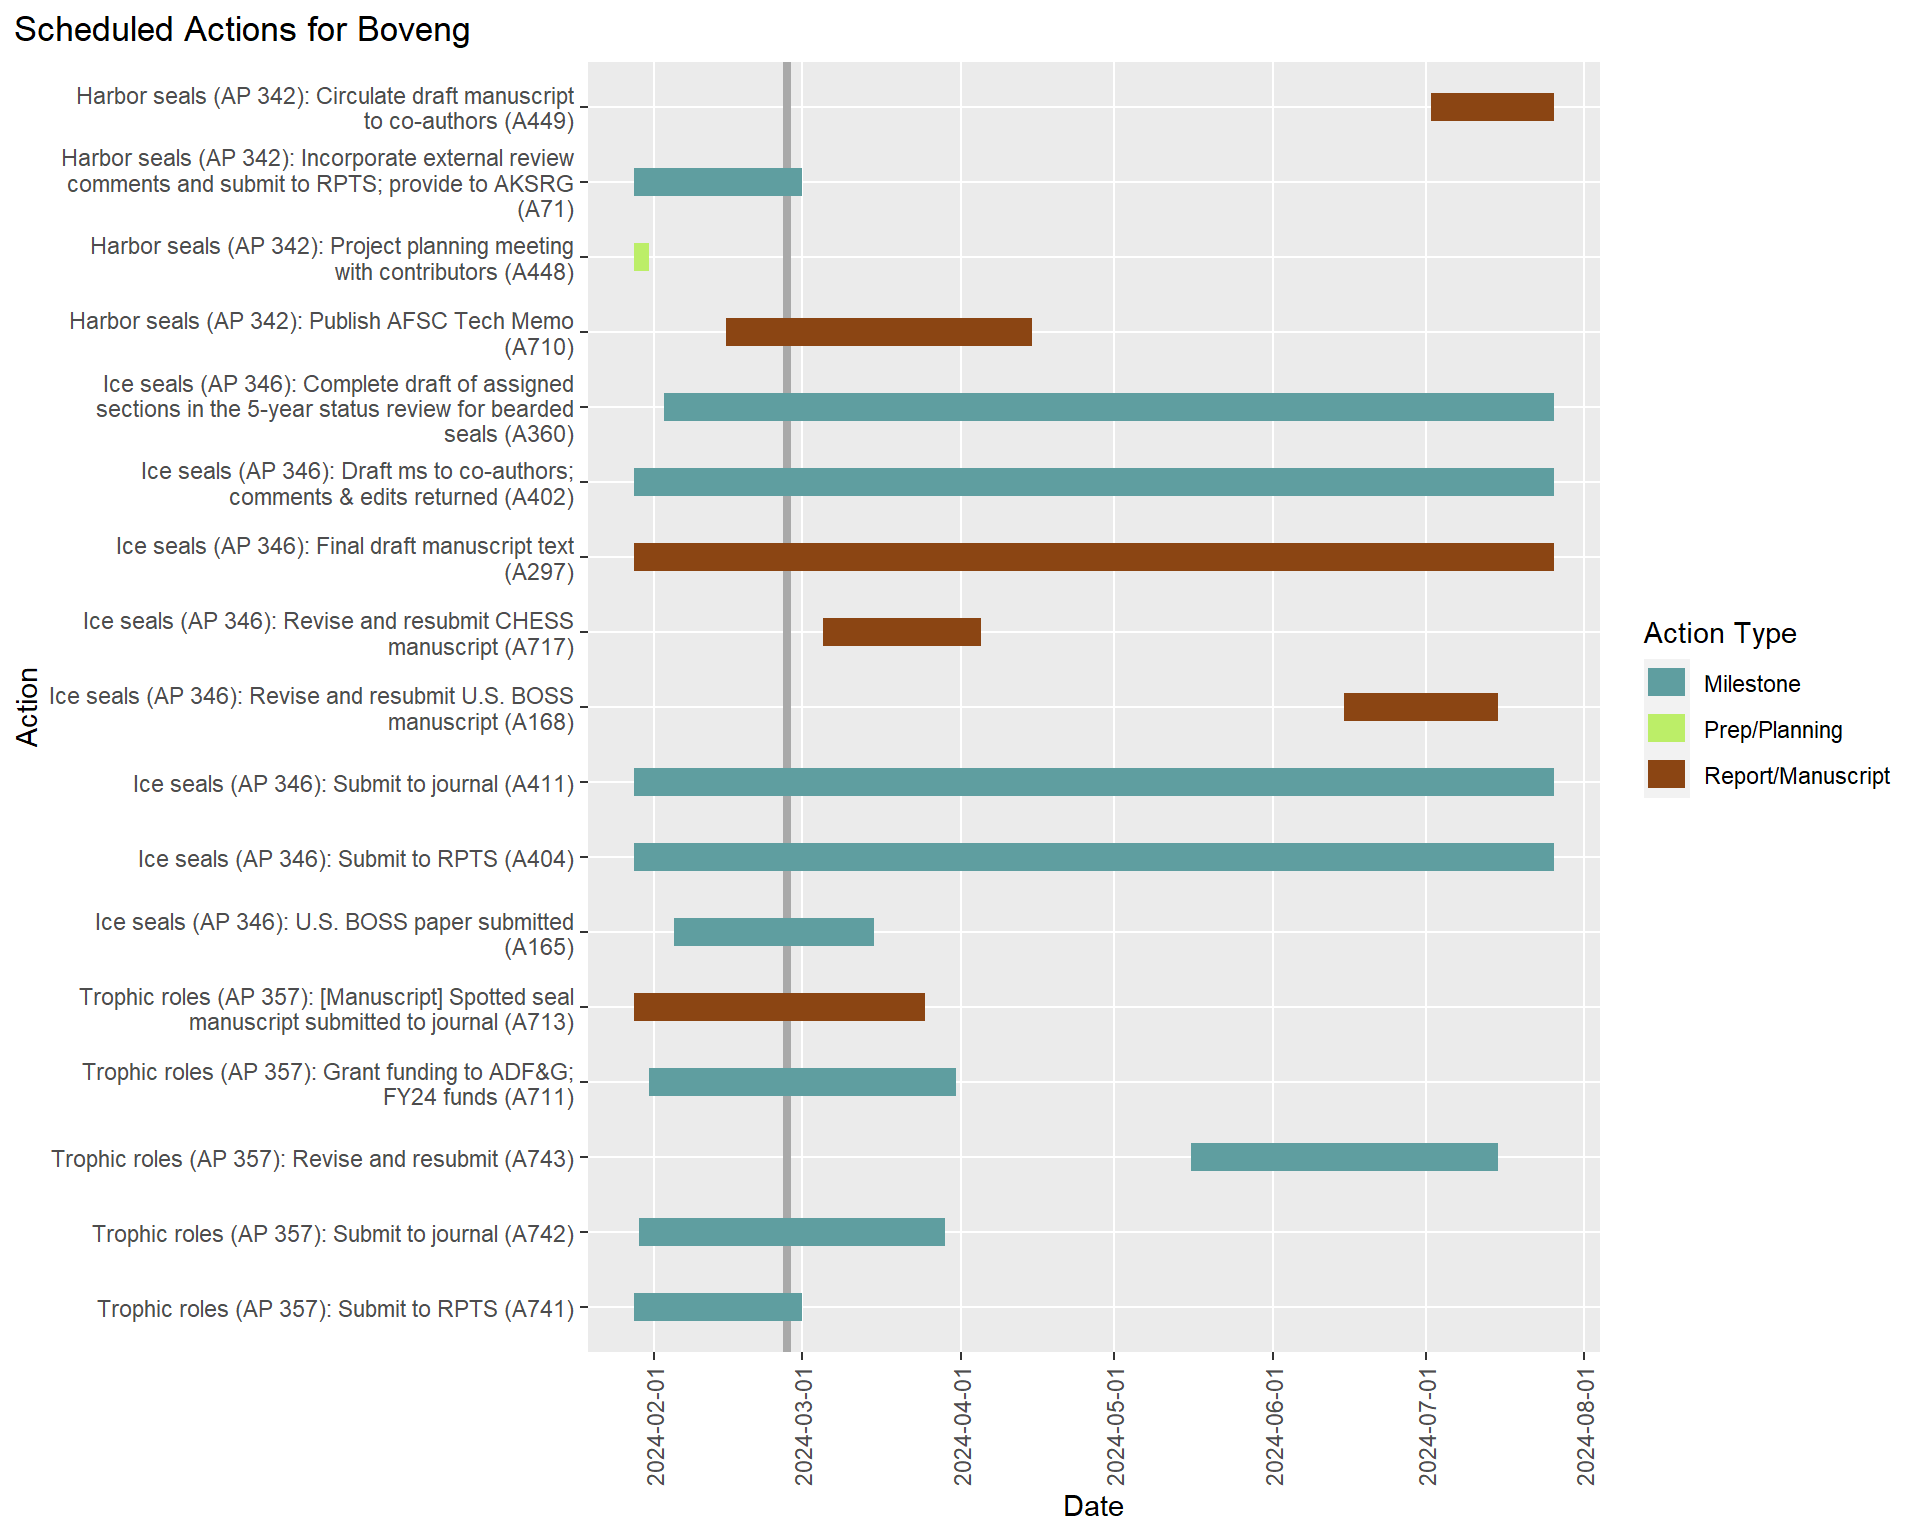 Scheduled Actions for Boveng
Harbor seals (AP 342): Circulate draft manuscript
to co-authors (A449)
Harbor seals (AP 342): Incorporate external review
comments and submit to RPTS; provide to AKSRG
(A71)
Harbor seals (AP 342): Project planning meeting
with contributors (A448)
Harbor seals (AP 342): Publish AFSC Tech Memo
(A710)
Ice seals (AP 346): Complete draft of assigned
sections in the 5-year status review for bearded
seals (A360)
Ice seals (AP 346): Draft ms to co-authors;
comments & edits returned (A402)
Ice seals (AP 346): Final draft manuscript text
(A297)
Ice seals (AP 346): Revise and resubmit CHESS
manuscript (A717)
Ice seals (AP 346): Revise and resubmit U.S. BOSS
manuscript (A168)
Ice seals (AP 346): Submit to journal (A411)
Ice seals (AP 346): Submit to RPTS (A404)
Ice seals (AP 346): U.S. BOSS paper submitted
(A165)
Trophic roles (AP 357): [Manuscript] Spotted seal
manuscript submitted to journal (A713)
Trophic roles (AP 357): Grant funding to ADF&G;
FY24 funds (A711)
Trophic roles (AP 357): Revise and resubmit (A743)
Trophic roles (AP 357): Submit to journal (A742)
Trophic roles (AP 357): Submit to RPTS (A741)
Action
2024-02-01
2024-03-01
2024-04-01
2024-05-01
2024-06-01
2024-07-01
2024-08-01
Date
Action Type
Milestone
Prep/Planning
Report/Manuscript